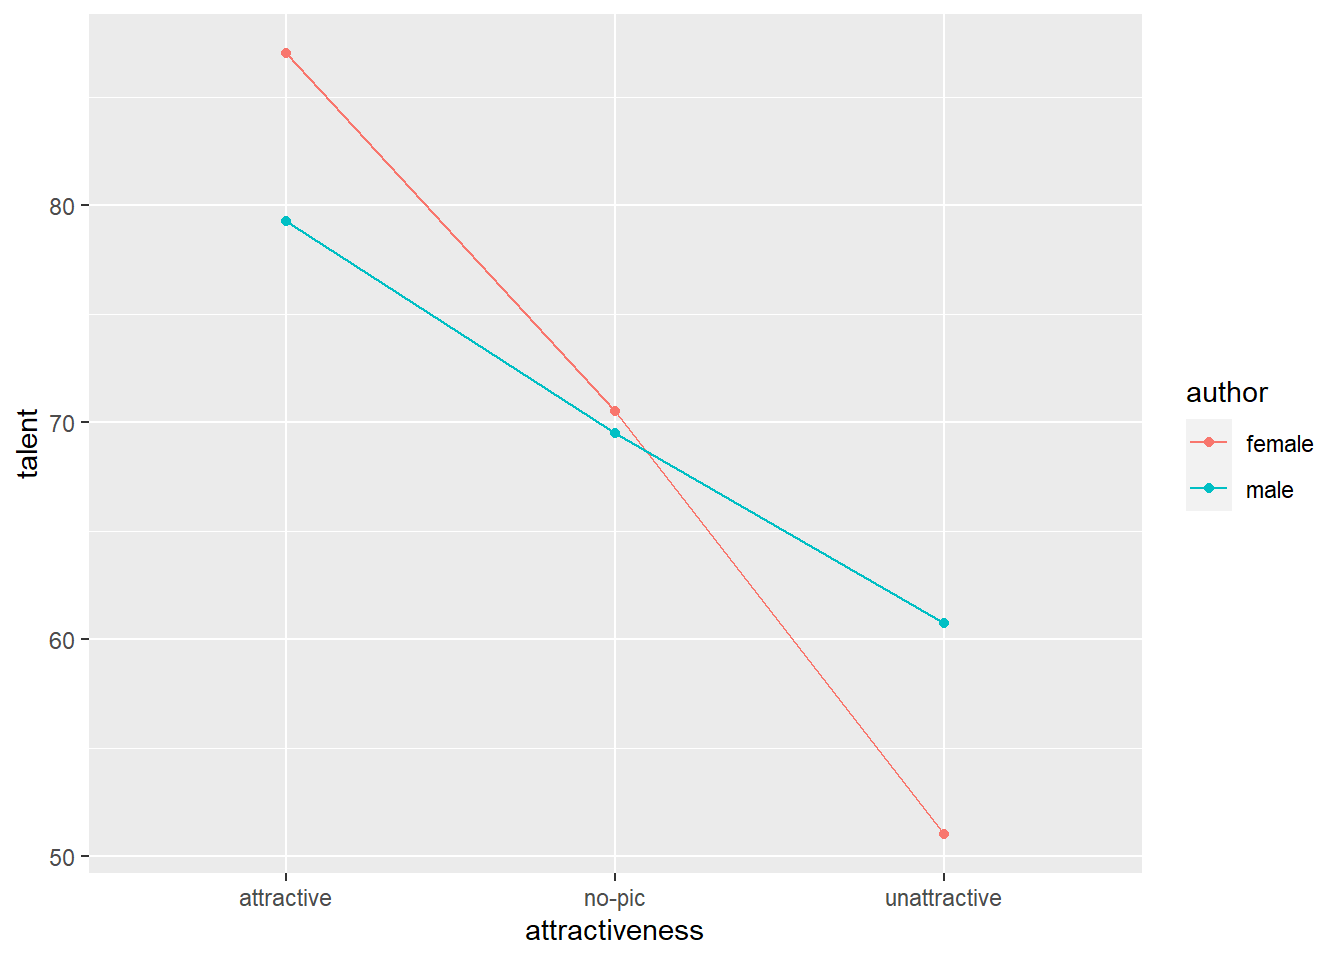 80
70
60
50
talent
attractive
no-pic
unattractive
attractiveness
author
female
male